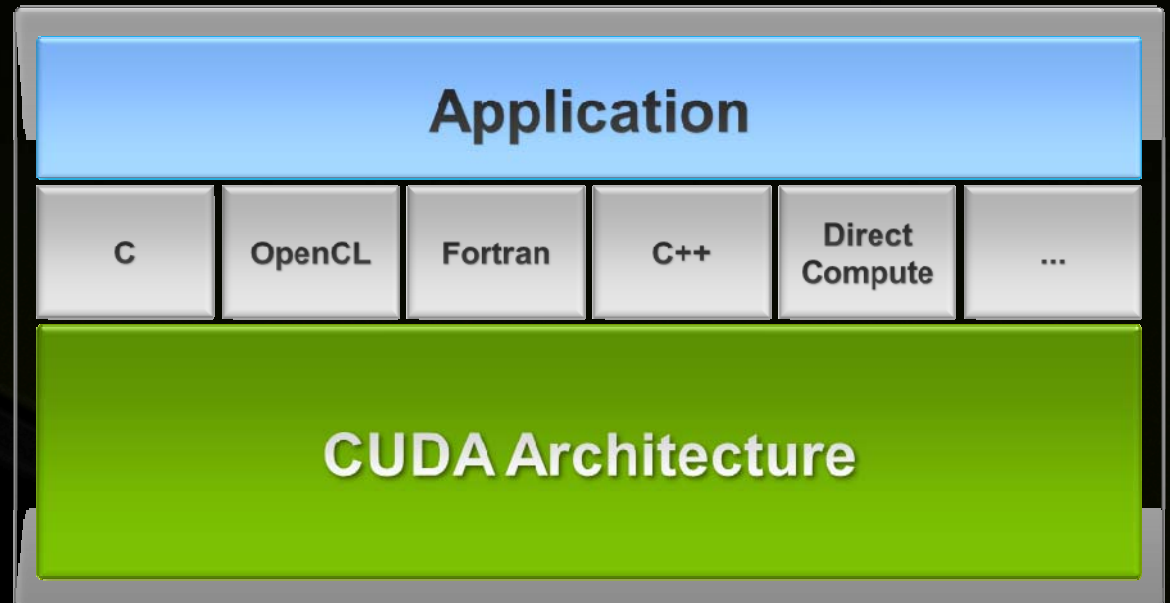 Application
C
OpenCL
Fortran
C++
Direct
Compute
...
CUDA Architecture